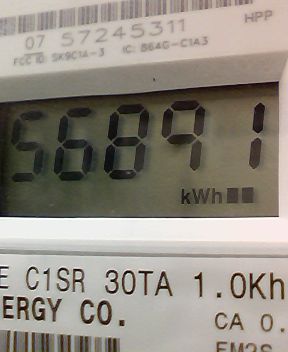 HPP
07 57245311
FCC ID: SK9C1A-3 IC: 864G-C1A3
56891
kWh
E C1SR 30TA 1.0Kh
ERGY CO.
CA 0.